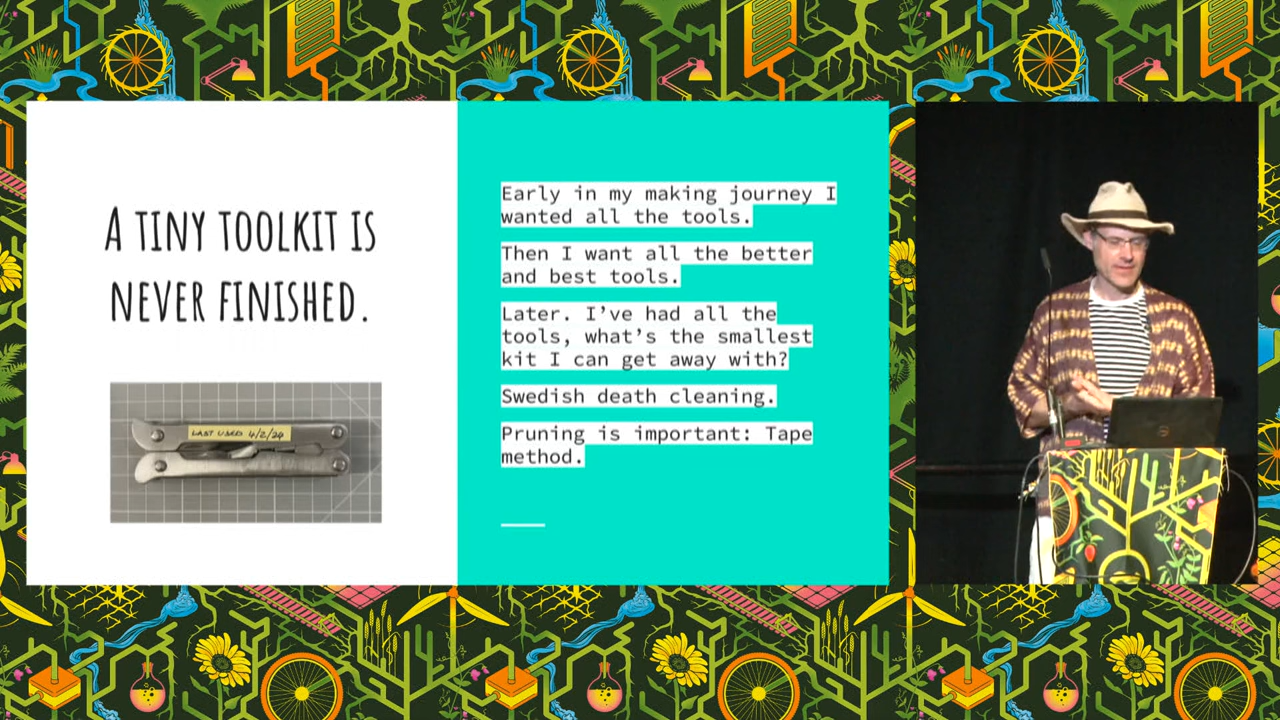 A TINY TOOLKIT IS
NEVER FINISHED.
LAST USED 4/2/24
Early in my making journey I
wanted all the tools.
Then I want all the better
and best tools.
Later. I’ve had all the
tools, what’s the smallest
kit I can get away with?
Swedish death cleaning.
Pruning is important: Tape
method.